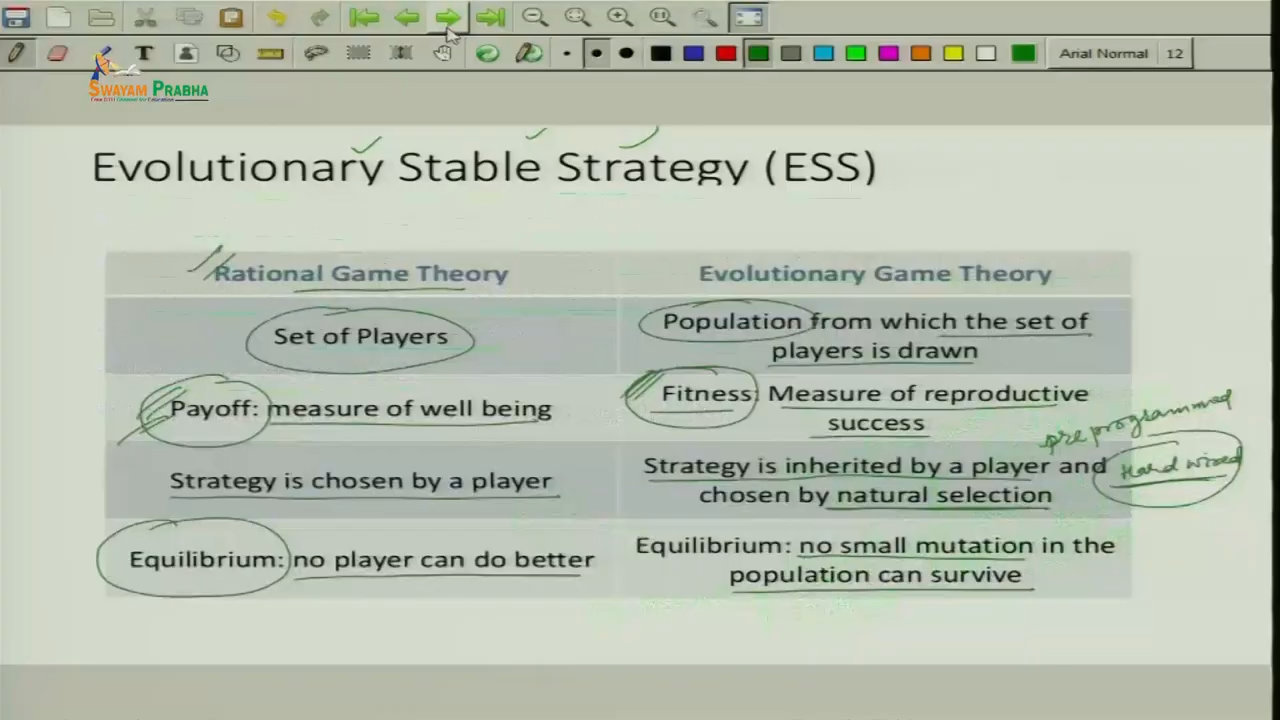 Arial Normal 12
SWAYAM PRABHA
Evolutionary Stable Strategy (ESS)
Rational Game Theory
Evolutionary Game Theory
Set of Players
Population from which the set of
players is drawn
Payoff: measure of well being
Fitness: Measure of reproductive
success
preprogrammed
Strategy is chosen by a player
Strategy is inherited by a player and
chosen by natural selection
Hard wired
Equilibrium: no player can do better
Equilibrium: no small mutation in the
population can survive